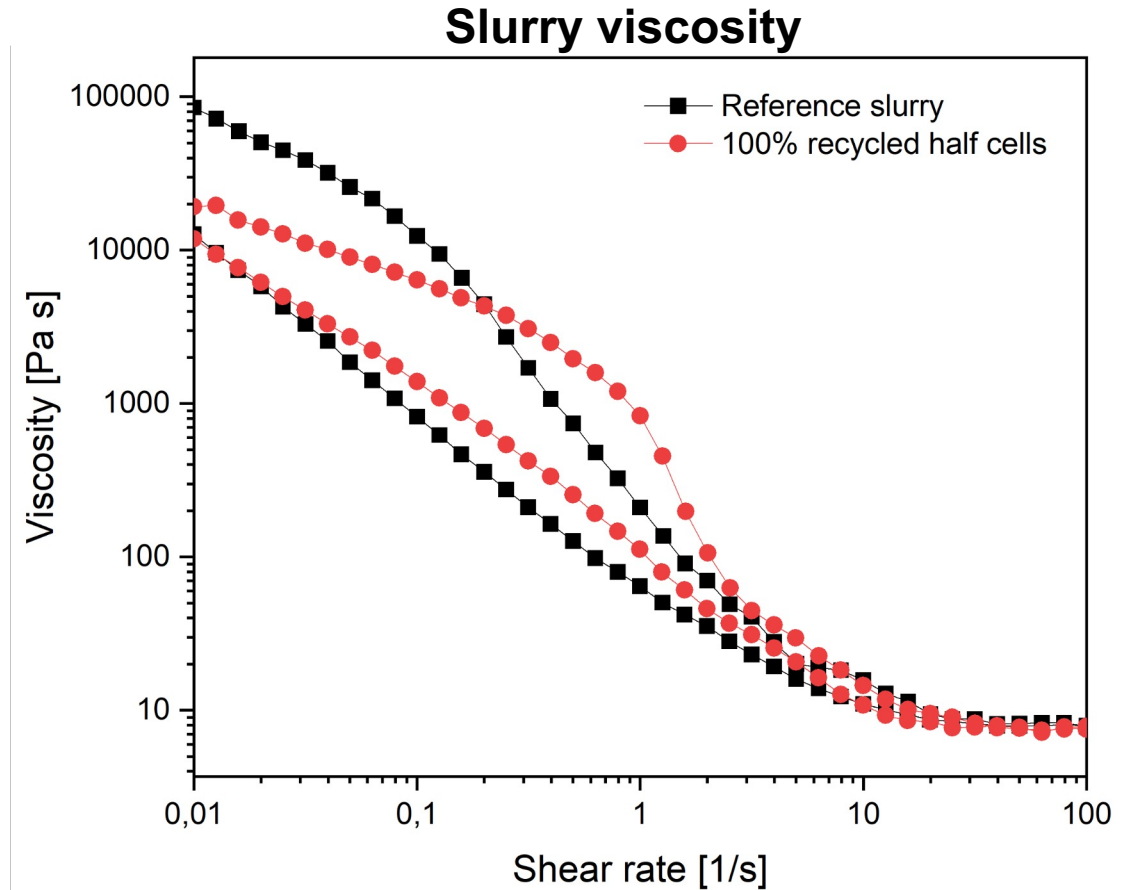 Slurry viscosity
Reference slurry
100% recycled half cells
Viscosity [Pa s]
100000
10000
1000
100
10
0,01
0,1
1
10
100
Shear rate [1/s]